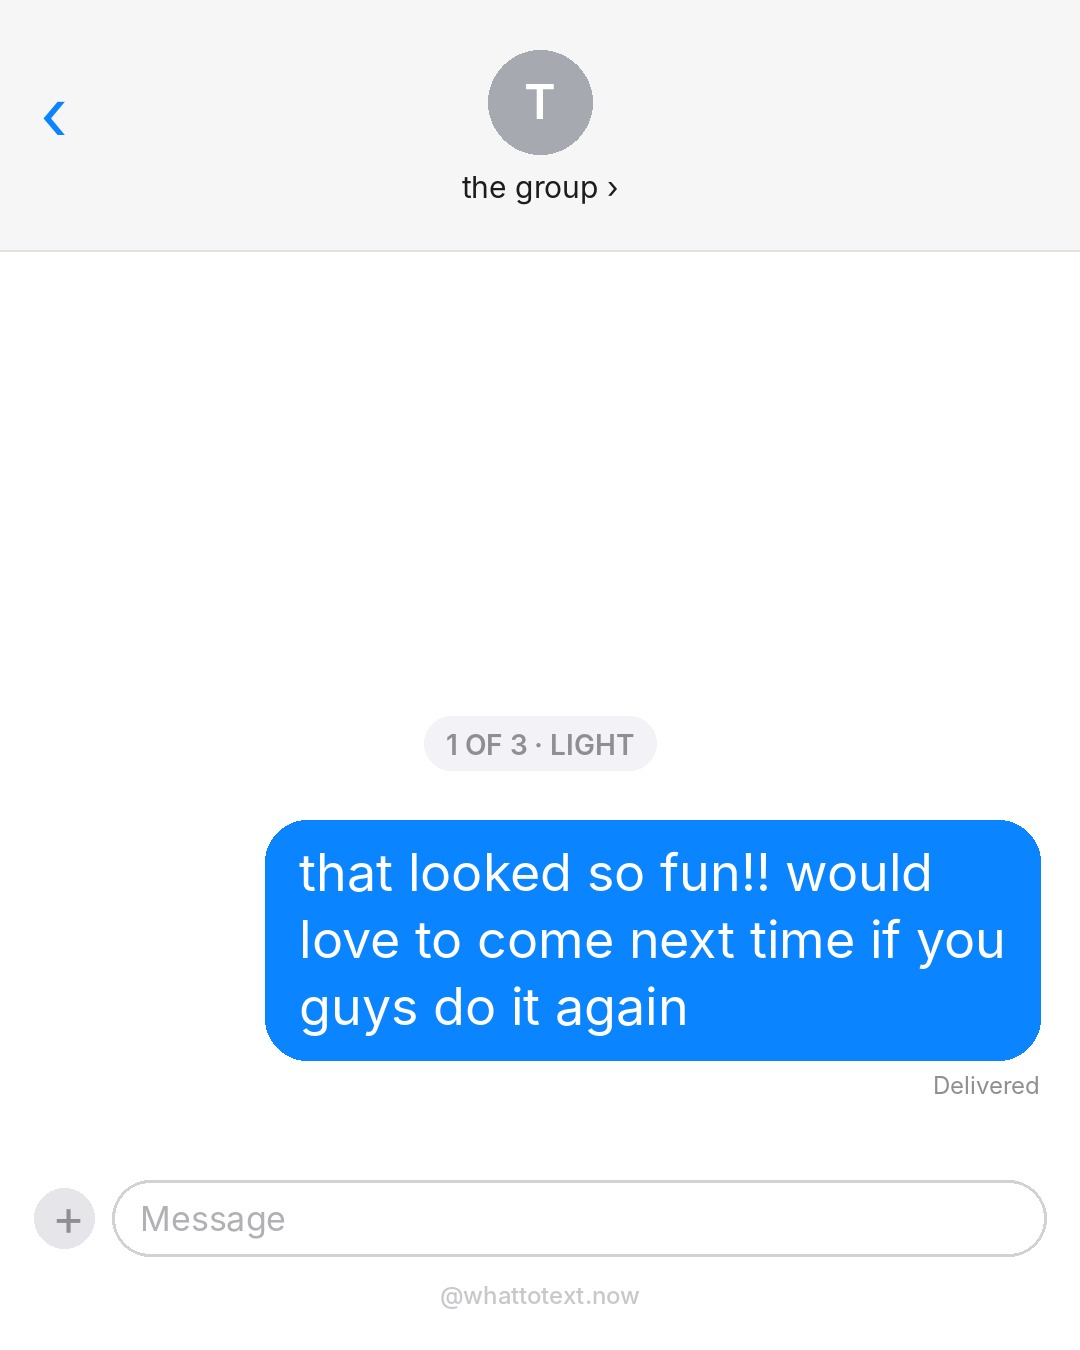 T
the group ›
1 OF 3 · LIGHT
that looked so fun!! would
love to come next time if you
guys do it again
Delivered
+ Message
@whattotext.now